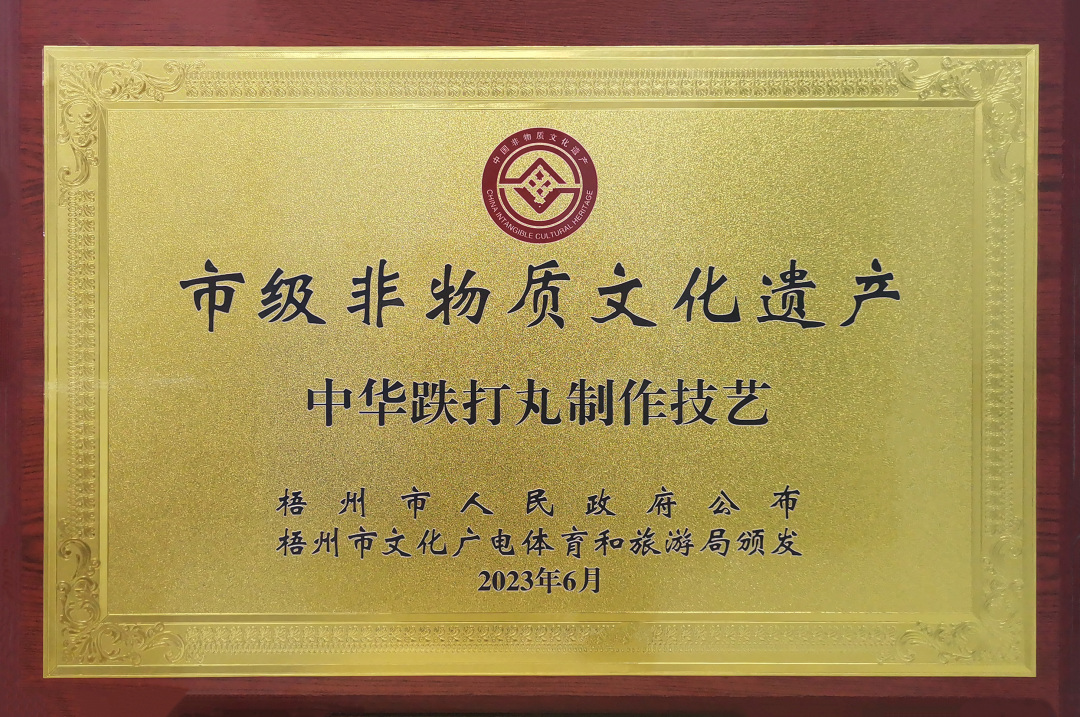 中国非物质文化遗产
CHINA INTANGIBLE CULTURAL HERITAGE
市级非物质文化遗产
中华跌打丸制作技艺
梧州市人民政府公布
梧州市文化广电体育和旅游局颁发
2023年6月